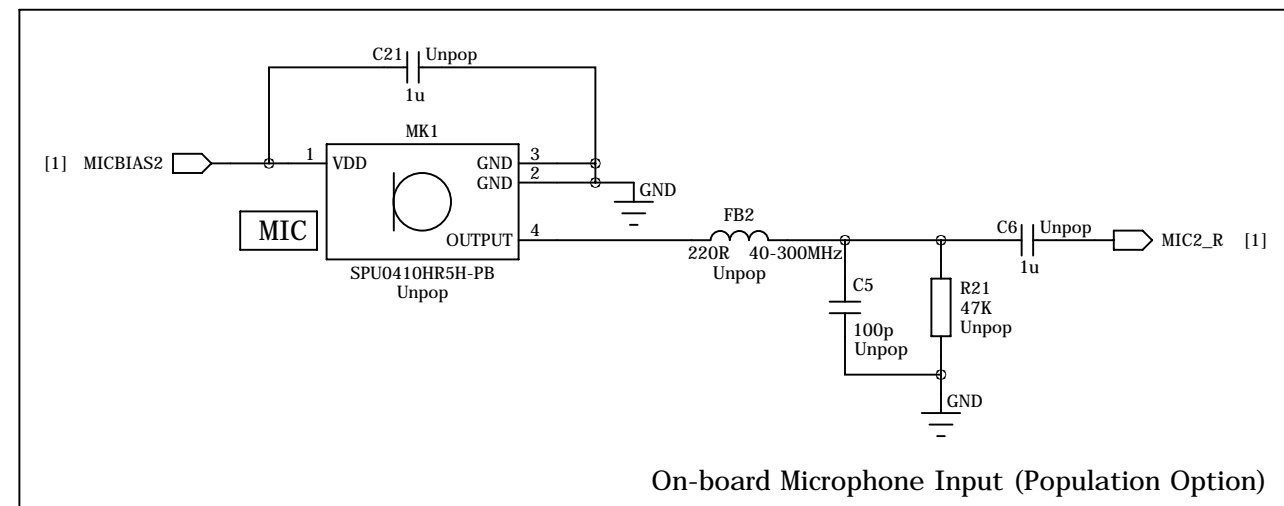 C21 Unpop
1u
MK1
[1] MICBIAS2
1 VDD
GND 3
GND 2
GND
MIC
OUTPUT 4
SPU0410HR5H-PB
Unpop
FB2
220R 40-300MHz
Unpop
C6 Unpop
1u
MIC2_R [1]
C5
100p
Unpop
R21
47K
Unpop
GND
On-board Microphone Input (Population Option)